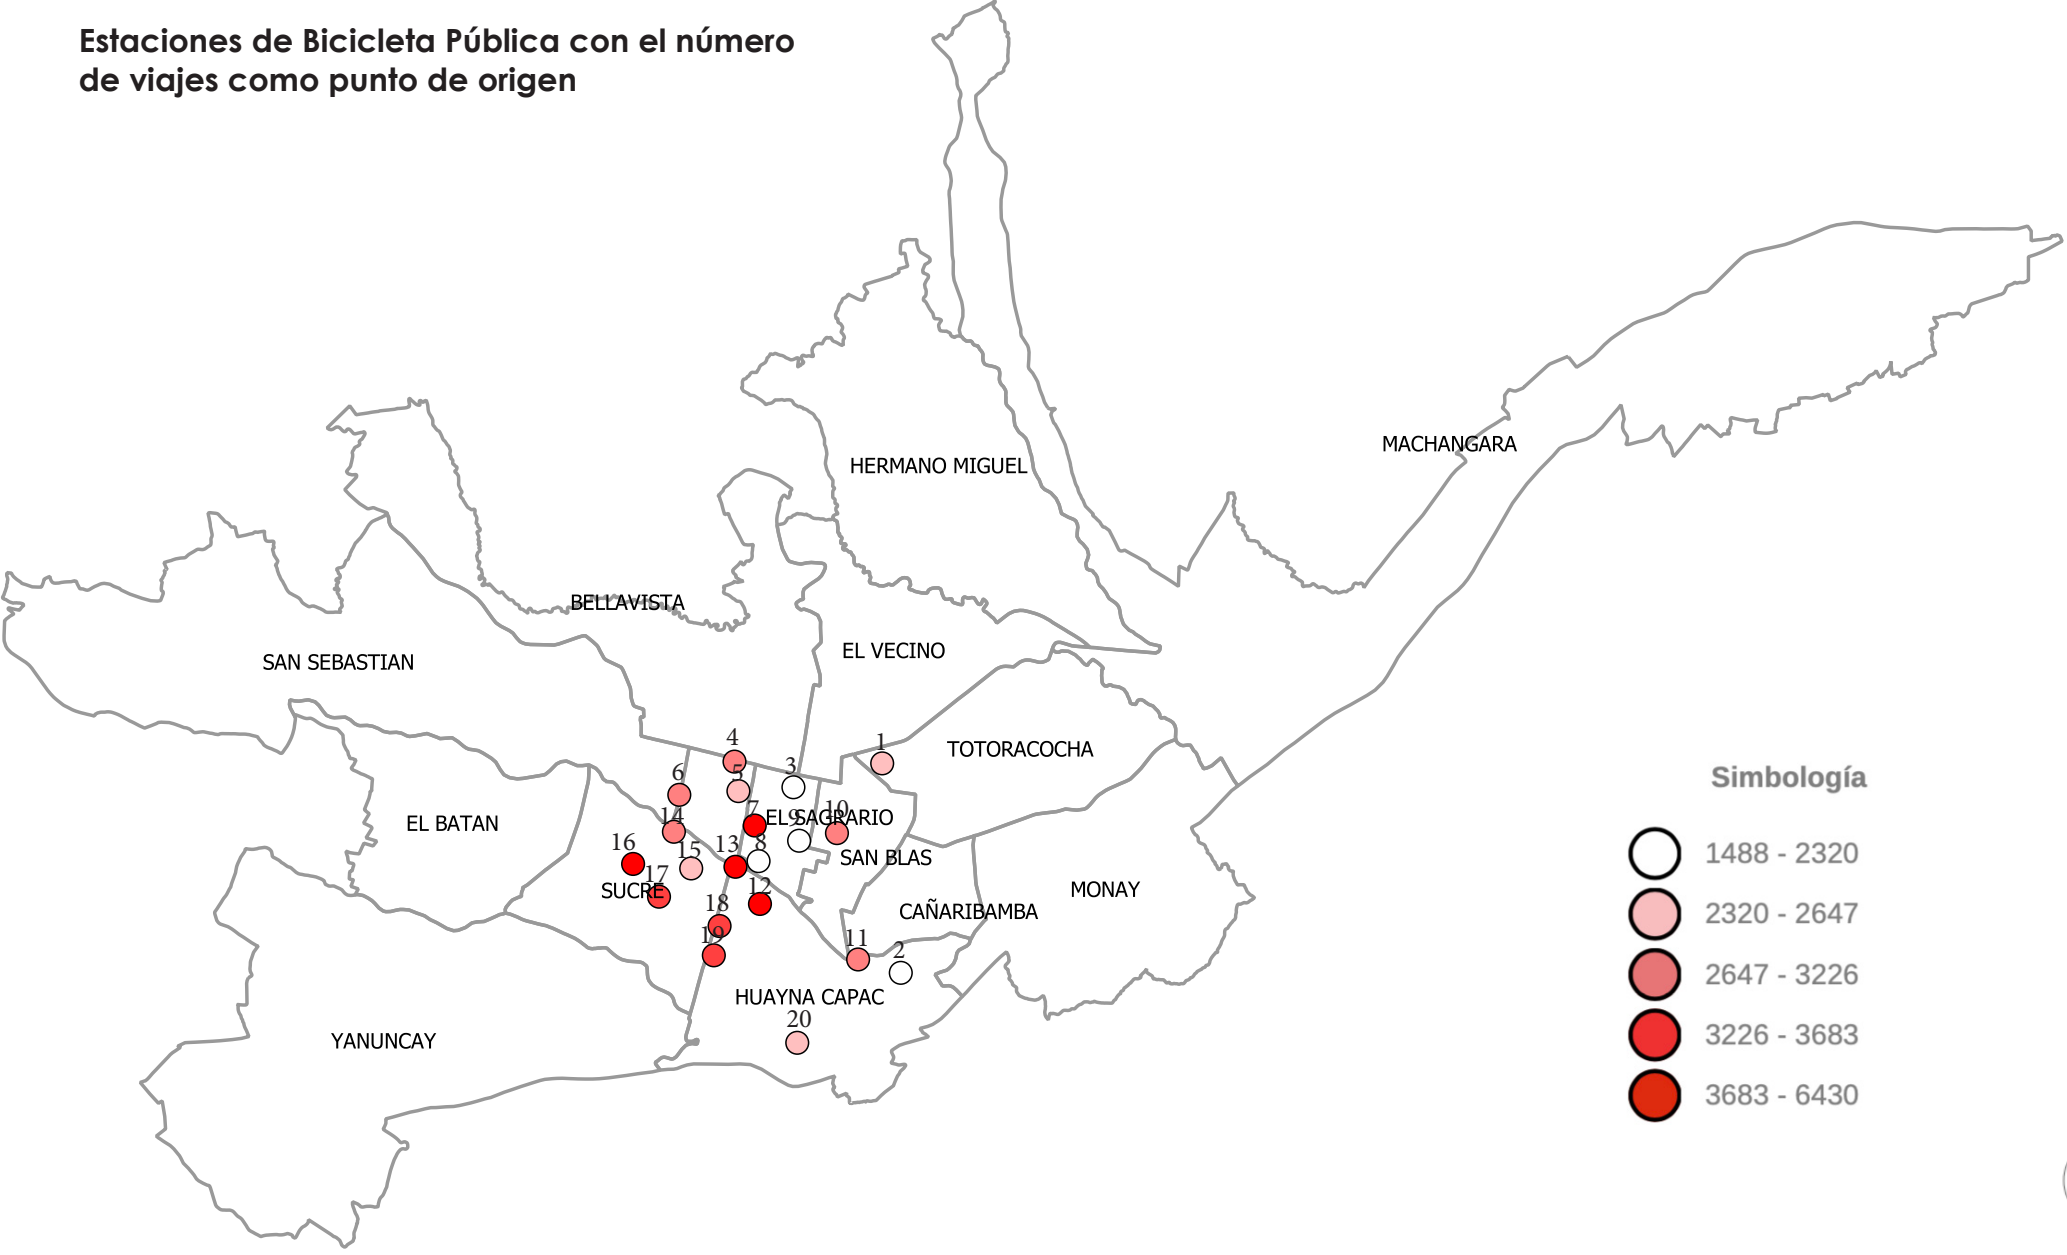 Estaciones de Bicicleta Pública con el número
de viajes como punto de origen
MACHANGARA
HERMANO MIGUEL
BELLAVISTA
EL VECINO
SAN SEBASTIAN
4
1
TOTORACOCHA
3
6
5
Simbología
7
10
EL SAGRARIO
14
9
EL BATAN
16
15
13
8
SAN BLAS
1488 - 2320
17
12
SUCRE
MONAY
18
CAÑARIBAMBA
2320 - 2647
19
11
2
2647 - 3226
HUAYNA CAPAC
20
3226 - 3683
YANUNCAY
3683 - 6430